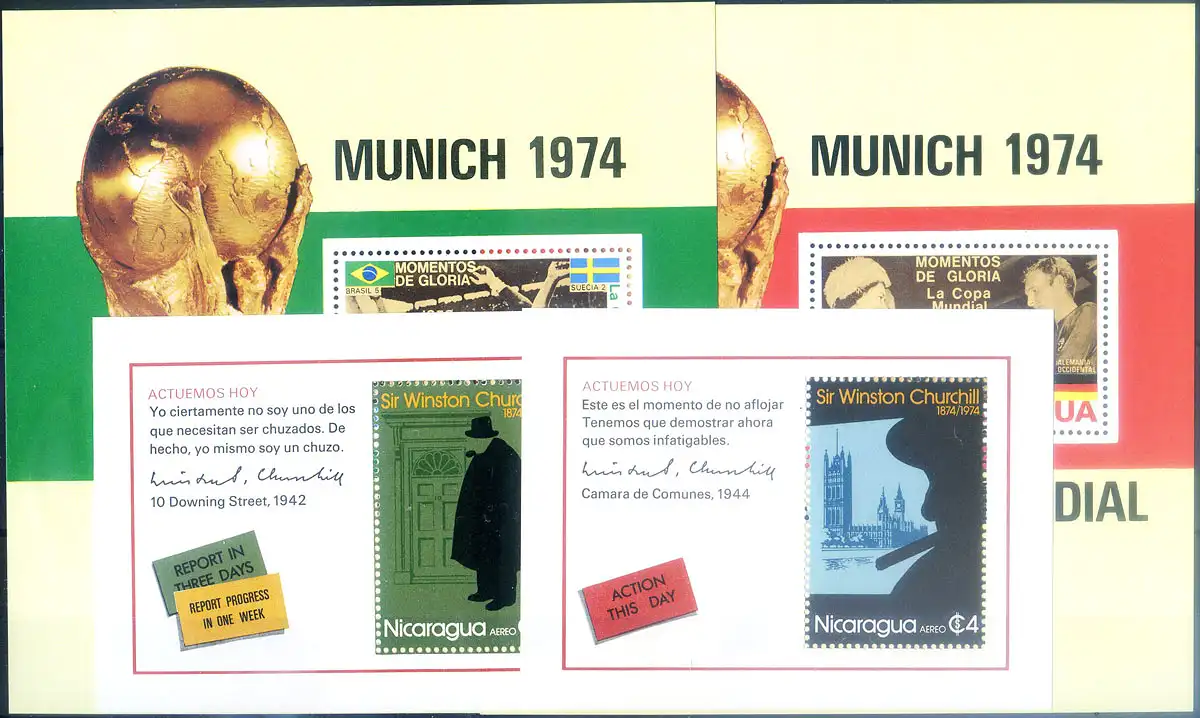 MUNICH 1974
BRASIL 5
MOMENTOS
DE GLORIA
SUECIA 2
MUNICH 1974
MOMENTOS
DE GLORIA
La Copa
Mundial
ALEMANIA
OCCIDENTAL
UA
DIAL
ACTUEMOS HOY
Yo ciertamente no soy uno de los
que necesitan ser chuzados. De
hecho, yo mismo soy un chuzo.
Winston S. Churchill
10 Downing Street, 1942
REPORT IN
THREE DAYS
REPORT PROGRESS
IN ONE WEEK
Sir Winston Churc
1874
Nicaragua AEREO
ACTUEMOS HOY
Este es el momento de no aflojar
Tenemos que demostrar ahora
que somos infatigables.
Winston S. Churchill
Camara de Comunes, 1944
ACTION
THIS DAY
Sir Winston Churchill
1874/1974
Nicaragua AEREO ₡$4